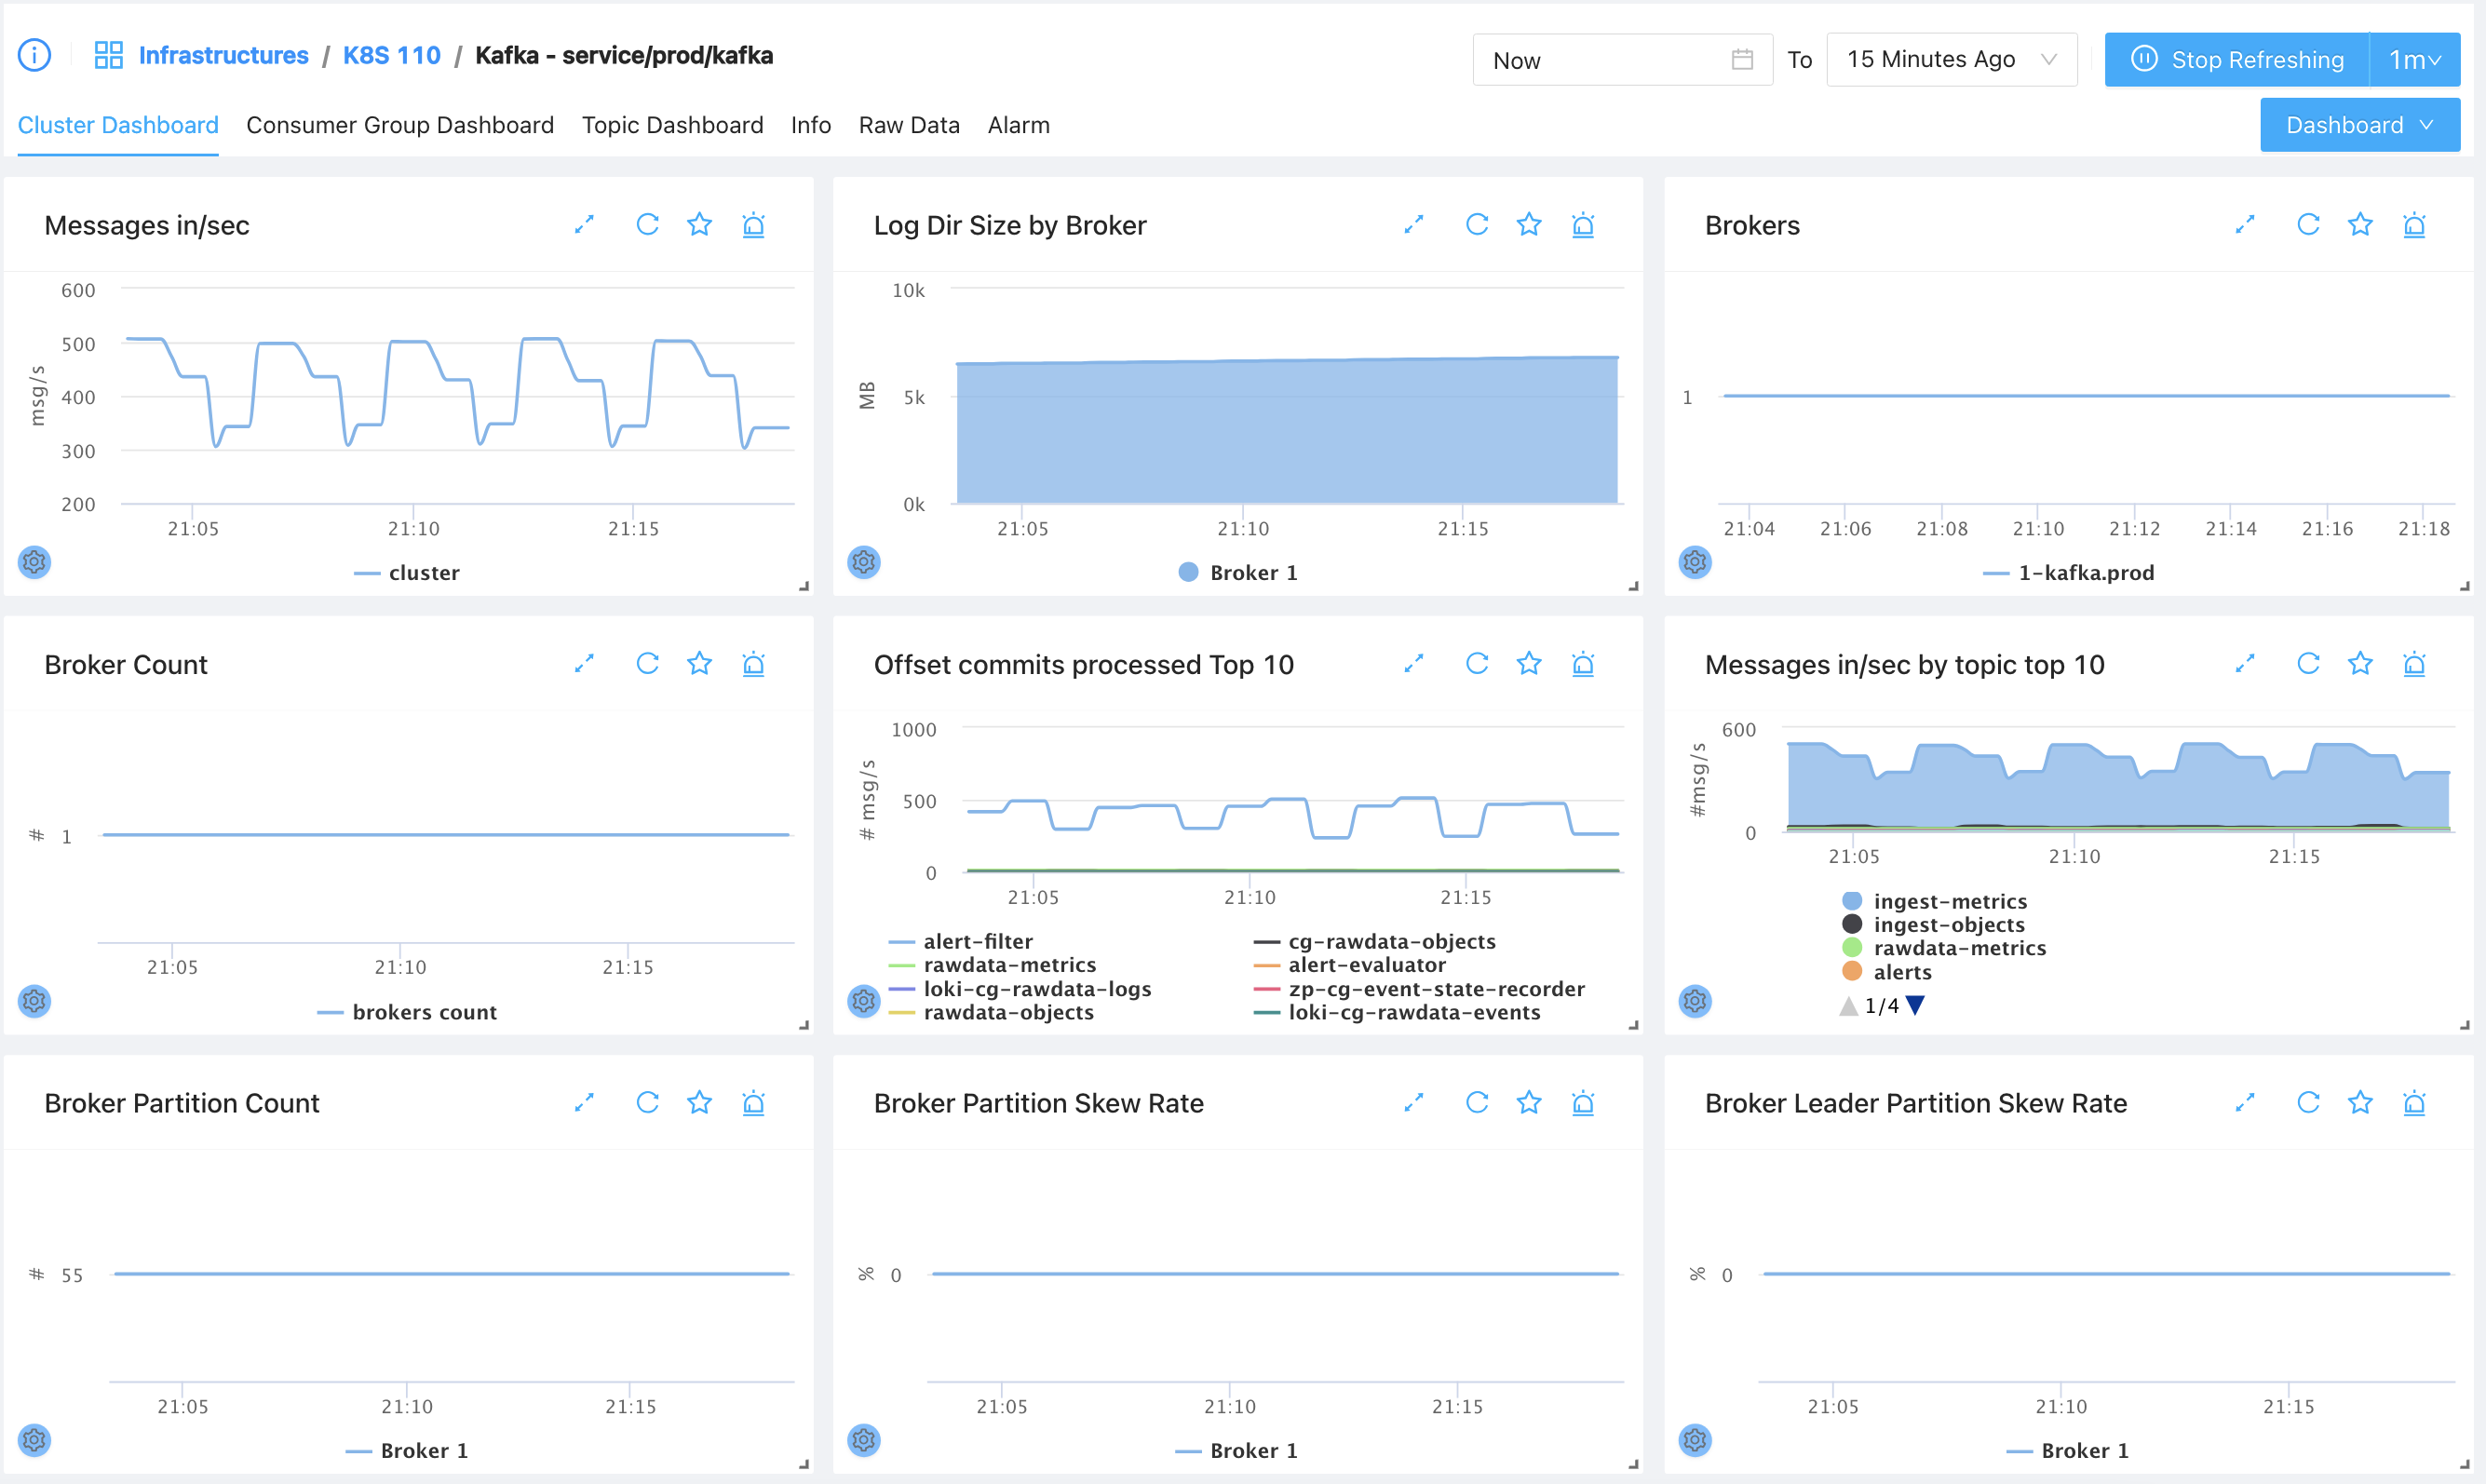 Infrastructures / K8S 110 / Kafka - service/prod/kafka
Now To 15 Minutes Ago Stop Refreshing 1m
Cluster Dashboard Consumer Group Dashboard Topic Dashboard Info Raw Data Alarm Dashboard
Messages in/sec
600
500
400
300
200
msg/s
21:05 21:10 21:15
cluster
Log Dir Size by Broker
10k
5k
0k
MB
21:05 21:10 21:15
Broker 1
Brokers
1
21:04 21:06 21:08 21:10 21:12 21:14 21:16 21:18
1-kafka.prod
Broker Count
# 1
21:05 21:10 21:15
brokers count
Offset commits processed Top 10
1000
500
0
# msg/s
21:05 21:10 21:15
alert-filter cg-rawdata-objects
rawdata-metrics alert-evaluator
loki-cg-rawdata-logs zp-cg-event-state-recorder
rawdata-objects loki-cg-rawdata-events
Messages in/sec by topic top 10
600
0
#msg/s
21:05 21:10 21:15
ingest-metrics
ingest-objects
rawdata-metrics
alerts
1/4
Broker Partition Count
# 55
21:05 21:10 21:15
Broker 1
Broker Partition Skew Rate
% 0
21:05 21:10 21:15
Broker 1
Broker Leader Partition Skew Rate
% 0
21:05 21:10 21:15
Broker 1